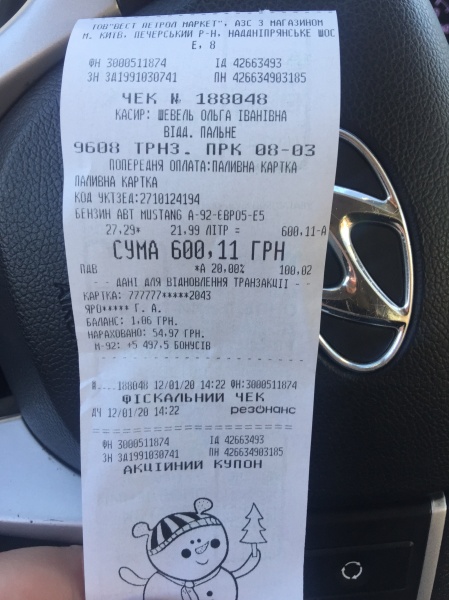 ТОВ"ВЕСТ ПЕТРОЛ МАРКЕТ", АЗС З МАГАЗИНОМ
М. КИЇВ, ПЕЧЕРСЬКИЙ Р-Н, НАДДНІПРЯНСЬКЕ ШОС
Е, 8
ФН 3000511874 ІД 42663493
ЗН ЗД1991030741 ПН 426634903185
ЧЕК № 188048
КАСИР: ШЕВЕЛЬ ОЛЬГА ІВАНІВНА
ВІДД. ПАЛЬНЕ
9608 ТРНЗ. ПРК 08-03
ПОПЕРЕДНЯ ОПЛАТА:ПАЛИВНА КАРТКА
ПАЛИВНА КАРТКА
КОД УКТЗЕД:2710124194
БЕНЗИН АВТ MUSTANG А-92-ЄВРО5-Е5
27,29* 21,99 ЛІТР = 600,11-А
СУМА 600,11 ГРН
ПДВ *А 20,00% 100,02
- - ДАНІ ДЛЯ ВІДНОВЛЕННЯ ТРАНЗАКЦІЇ - -
КАРТКА: 777777*****2043
ЯРО***** Г. А.
БАЛАНС: 1,06 ГРН.
НАРАХОВАНО: 54,97 ГРН.
М-92: +5 497,5 БОНУСІВ
№....188048 12/01/20 14:22 ФН:3000511874
ФІСКАЛЬНИЙ ЧЕК
ДЧ 12/01/20 14:22 резонанс
ФН 3000511874 ІД 42663493
ЗН ЗД1991030741 ПН 426634903185
АКЦІЙНИЙ КУПОН